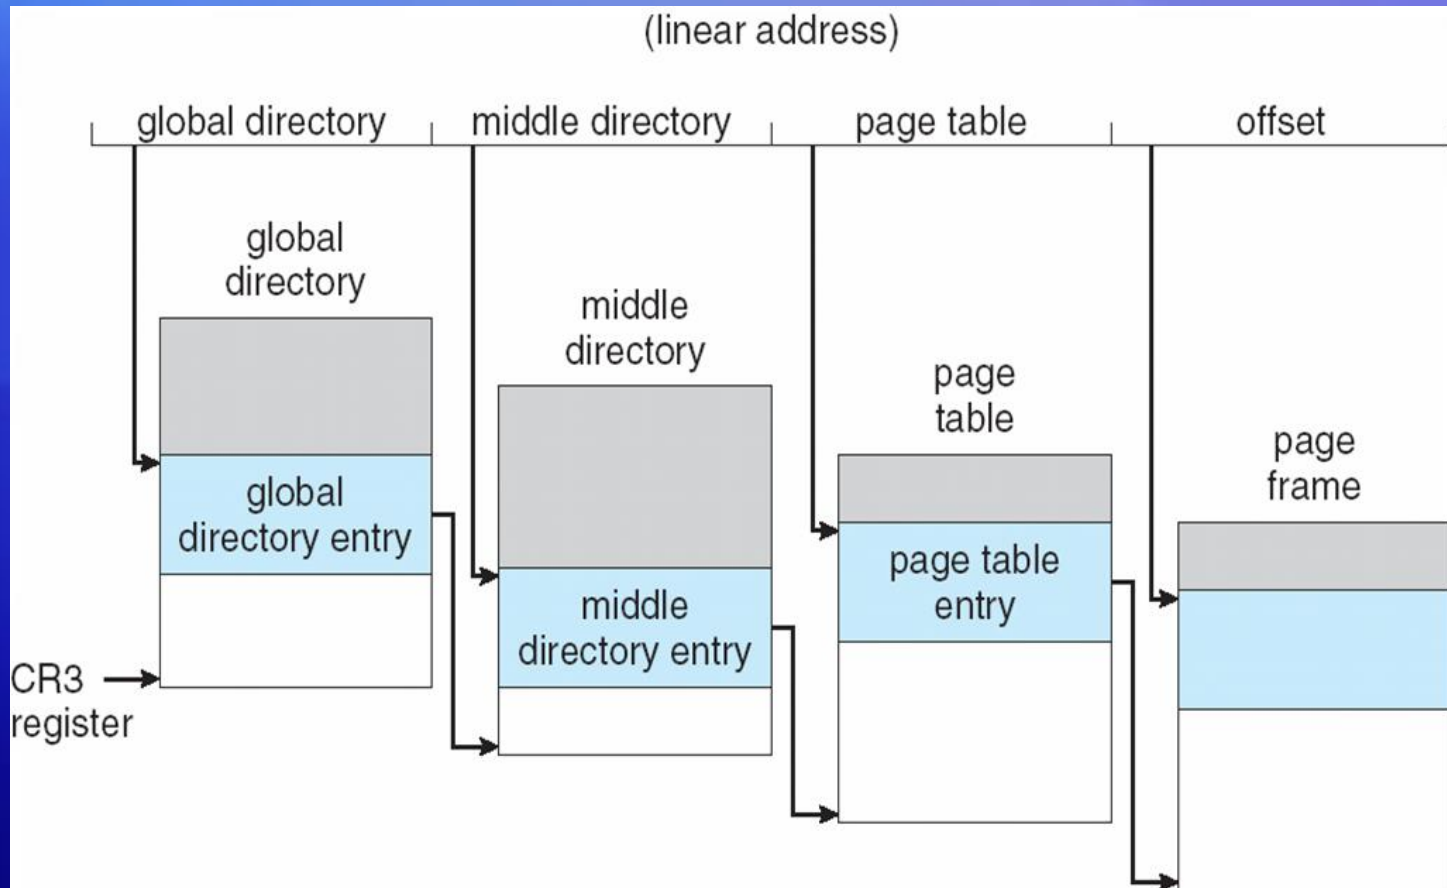 (linear address)
global directory
middle directory
page table
offset
global
directory
middle
directory
page
table
page
frame
global
directory entry
middle
directory entry
page table
entry
CR3
register